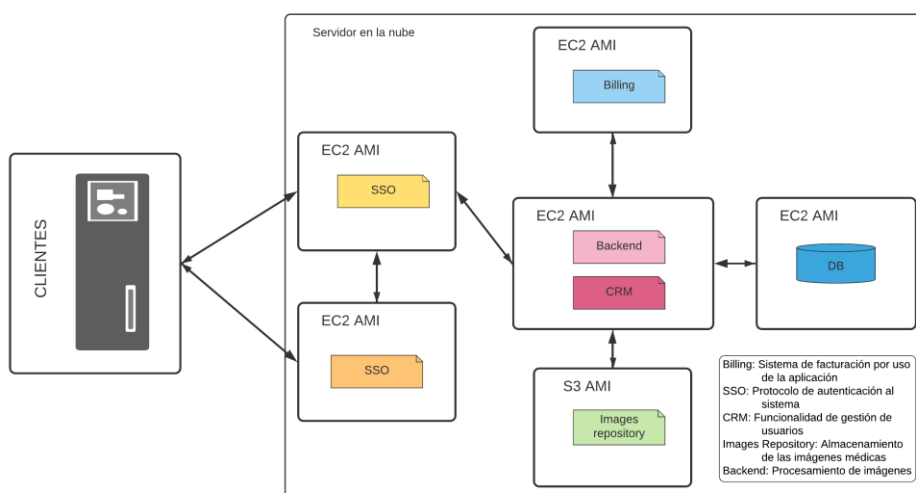 Servidor en la nube
EC2 AMI
Billing
EC2 AMI
SSO
CLIENTES
EC2 AMI
Backend
CRM
EC2 AMI
DB
EC2 AMI
SSO
S3 AMI
Images
repository
Billing: Sistema de facturación por uso
de la aplicación
SSO: Protocolo de autenticación al
sistema
CRM: Funcionalidad de gestión de
usuarios
Images Repository: Almacenamiento
de las imágenes médicas
Backend: Procesamiento de imágenes